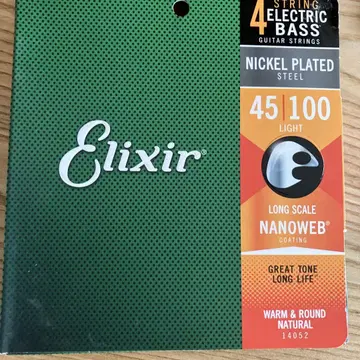 4 STRING
ELECTRIC
BASS
GUITAR STRINGS
NICKEL PLATED
STEEL
45 | 100
LIGHT
Elixir®
LONG SCALE
NANOWEB®
COATING
GREAT TONE
LONG LIFE
WARM & ROUND
NATURAL
14052